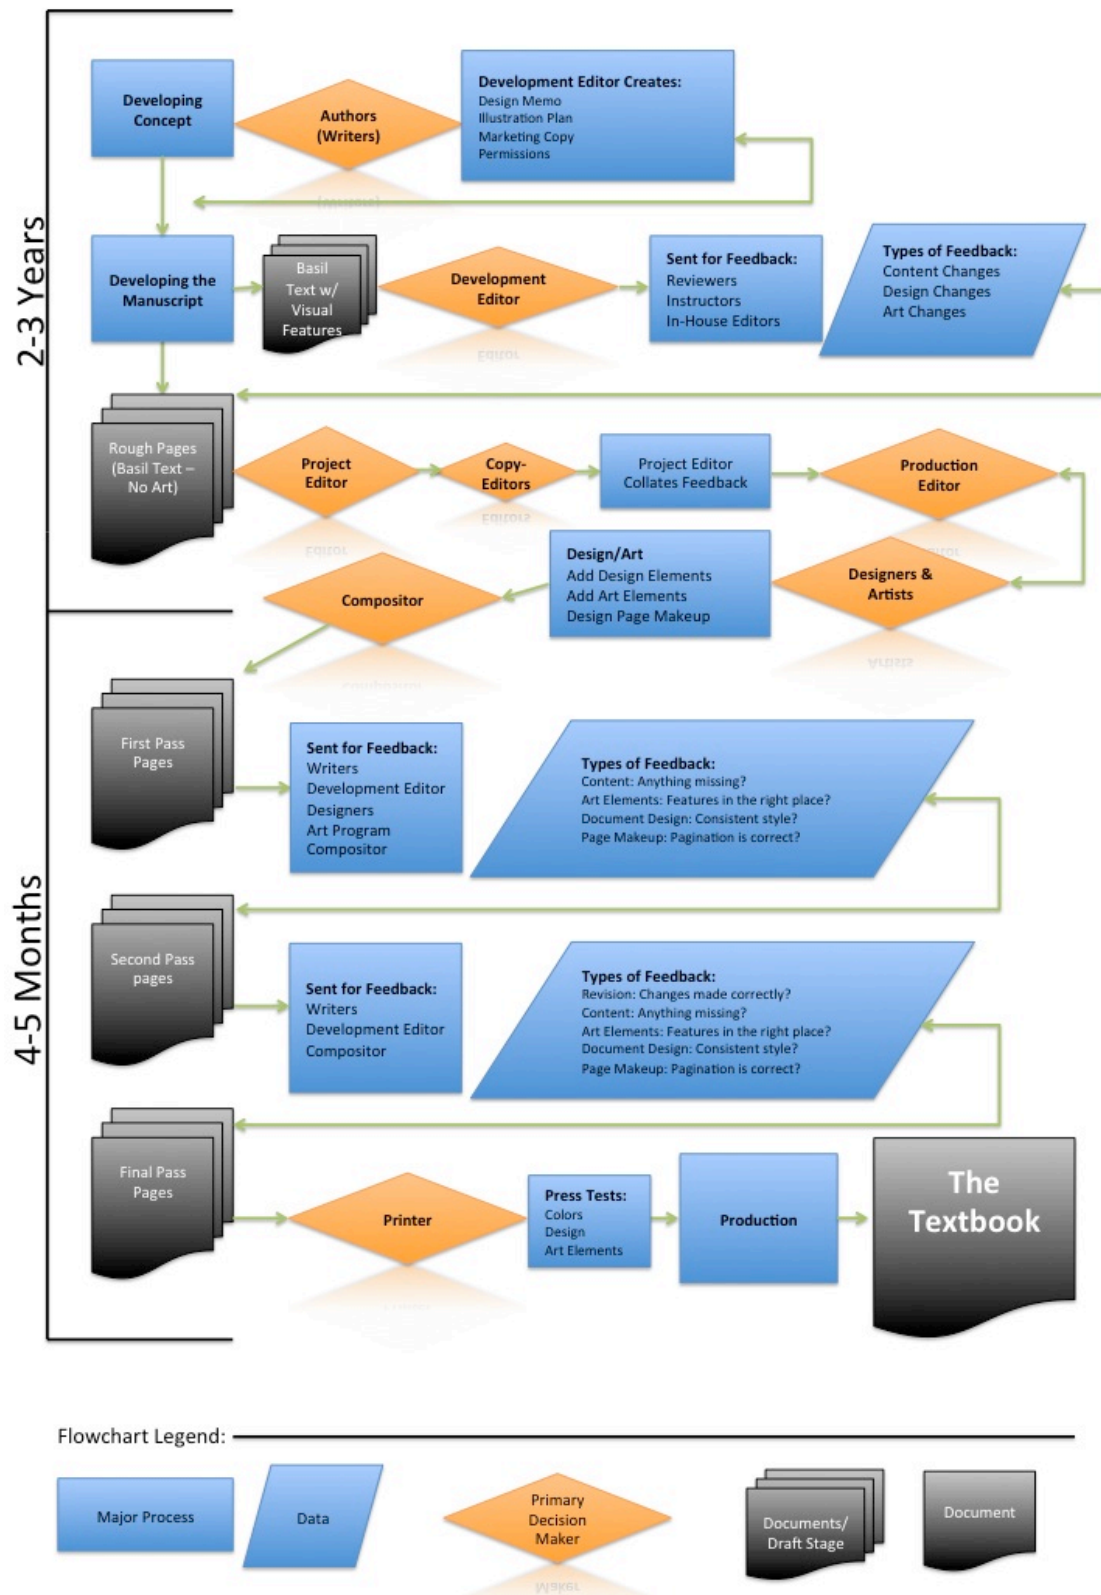 2-3 Years
Developing
Concept
Authors
(Writers)
Development Editor Creates:
Design Memo
Illustration Plan
Marketing Copy
Permissions
Developing the
Manuscript
Basil
Text w/
Visual
Features
Development
Editor
Sent for Feedback:
Reviewers
Instructors
In-House Editors
Types of Feedback:
Content Changes
Design Changes
Art Changes
Rough Pages
(Basil Text –
No Art)
Project
Editor
Copy-
Editors
Project Editor
Collates Feedback
Production
Editor
Designers &
Artists
Design/Art
Add Design Elements
Add Art Elements
Design Page Makeup
Compositor
4-5 Months
First Pass
Pages
Sent for Feedback:
Writers
Development Editor
Designers
Art Program
Compositor
Types of Feedback:
Content: Anything missing?
Art Elements: Features in the right place?
Document Design: Consistent style?
Page Makeup: Pagination is correct?
Second Pass
pages
Sent for Feedback:
Writers
Development Editor
Compositor
Types of Feedback:
Revision: Changes made correctly?
Content: Anything missing?
Art Elements: Features in the right place?
Document Design: Consistent style?
Page Makeup: Pagination is correct?
Final Pass
Pages
Printer
Press Tests:
Colors
Design
Art Elements
Production
The
Textbook
Flowchart Legend:
Major Process
Data
Primary
Decision
Maker
Documents/
Draft Stage
Document